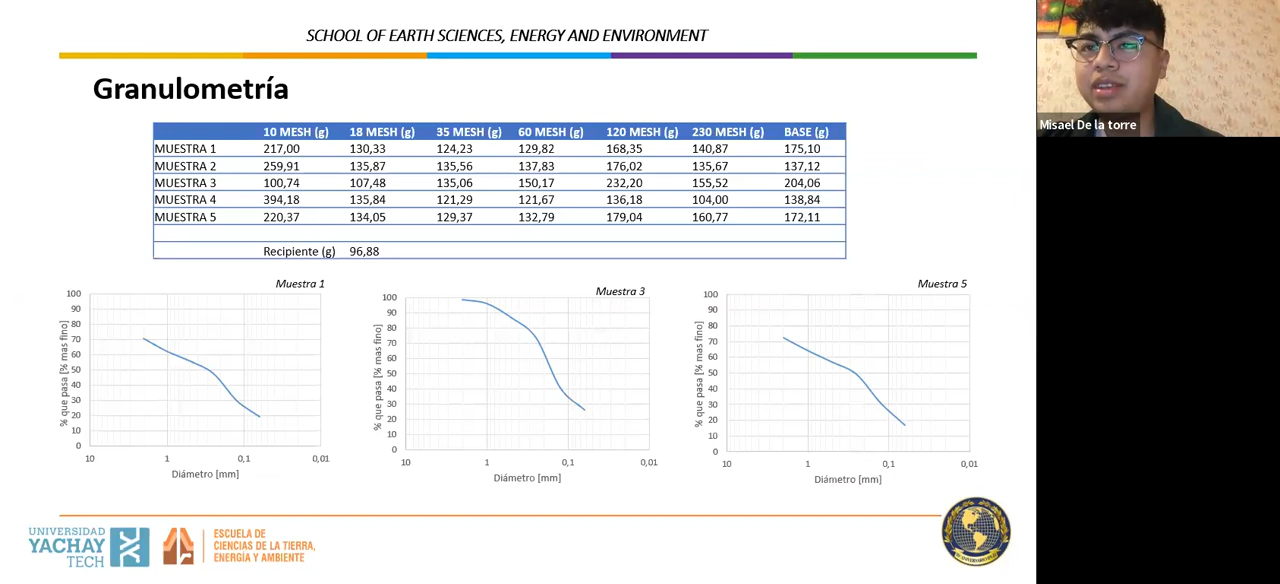 SCHOOL OF EARTH SCIENCES, ENERGY AND ENVIRONMENT
Misael De la torre
Granulometría
10 MESH (g) 18 MESH (g) 35 MESH (g) 60 MESH (g) 120 MESH (g) 230 MESH (g) BASE (g)
MUESTRA 1 217,00 130,33 124,23 129,82 168,35 140,87 175,10
MUESTRA 2 259,91 135,87 135,56 137,83 176,02 135,67 137,12
MUESTRA 3 100,74 107,48 135,06 150,17 232,20 155,52 204,06
MUESTRA 4 394,18 135,84 121,29 121,67 136,18 104,00 138,84
MUESTRA 5 220,37 134,05 129,37 132,79 179,04 160,77 172,11
Recipiente (g) 96,88
Muestra 1
% que pasa [% mas fino]
100
90
80
70
60
50
40
30
20
10
0
10 1 0,1 0,01
Diámetro [mm]
Muestra 3
% que pasa [% mas fino]
100
90
80
70
60
50
40
30
20
10
0
10 1 0,1 0,01
Diámetro [mm]
Muestra 5
% que pasa [% mas fino]
100
90
80
70
60
50
40
30
20
10
0
10 1 0,1 0,01
Diámetro [mm]
UNIVERSIDAD
YACHAY
TECH
ESCUELA DE
CIENCIAS DE LA TIERRA,
ENERGÍA Y AMBIENTE